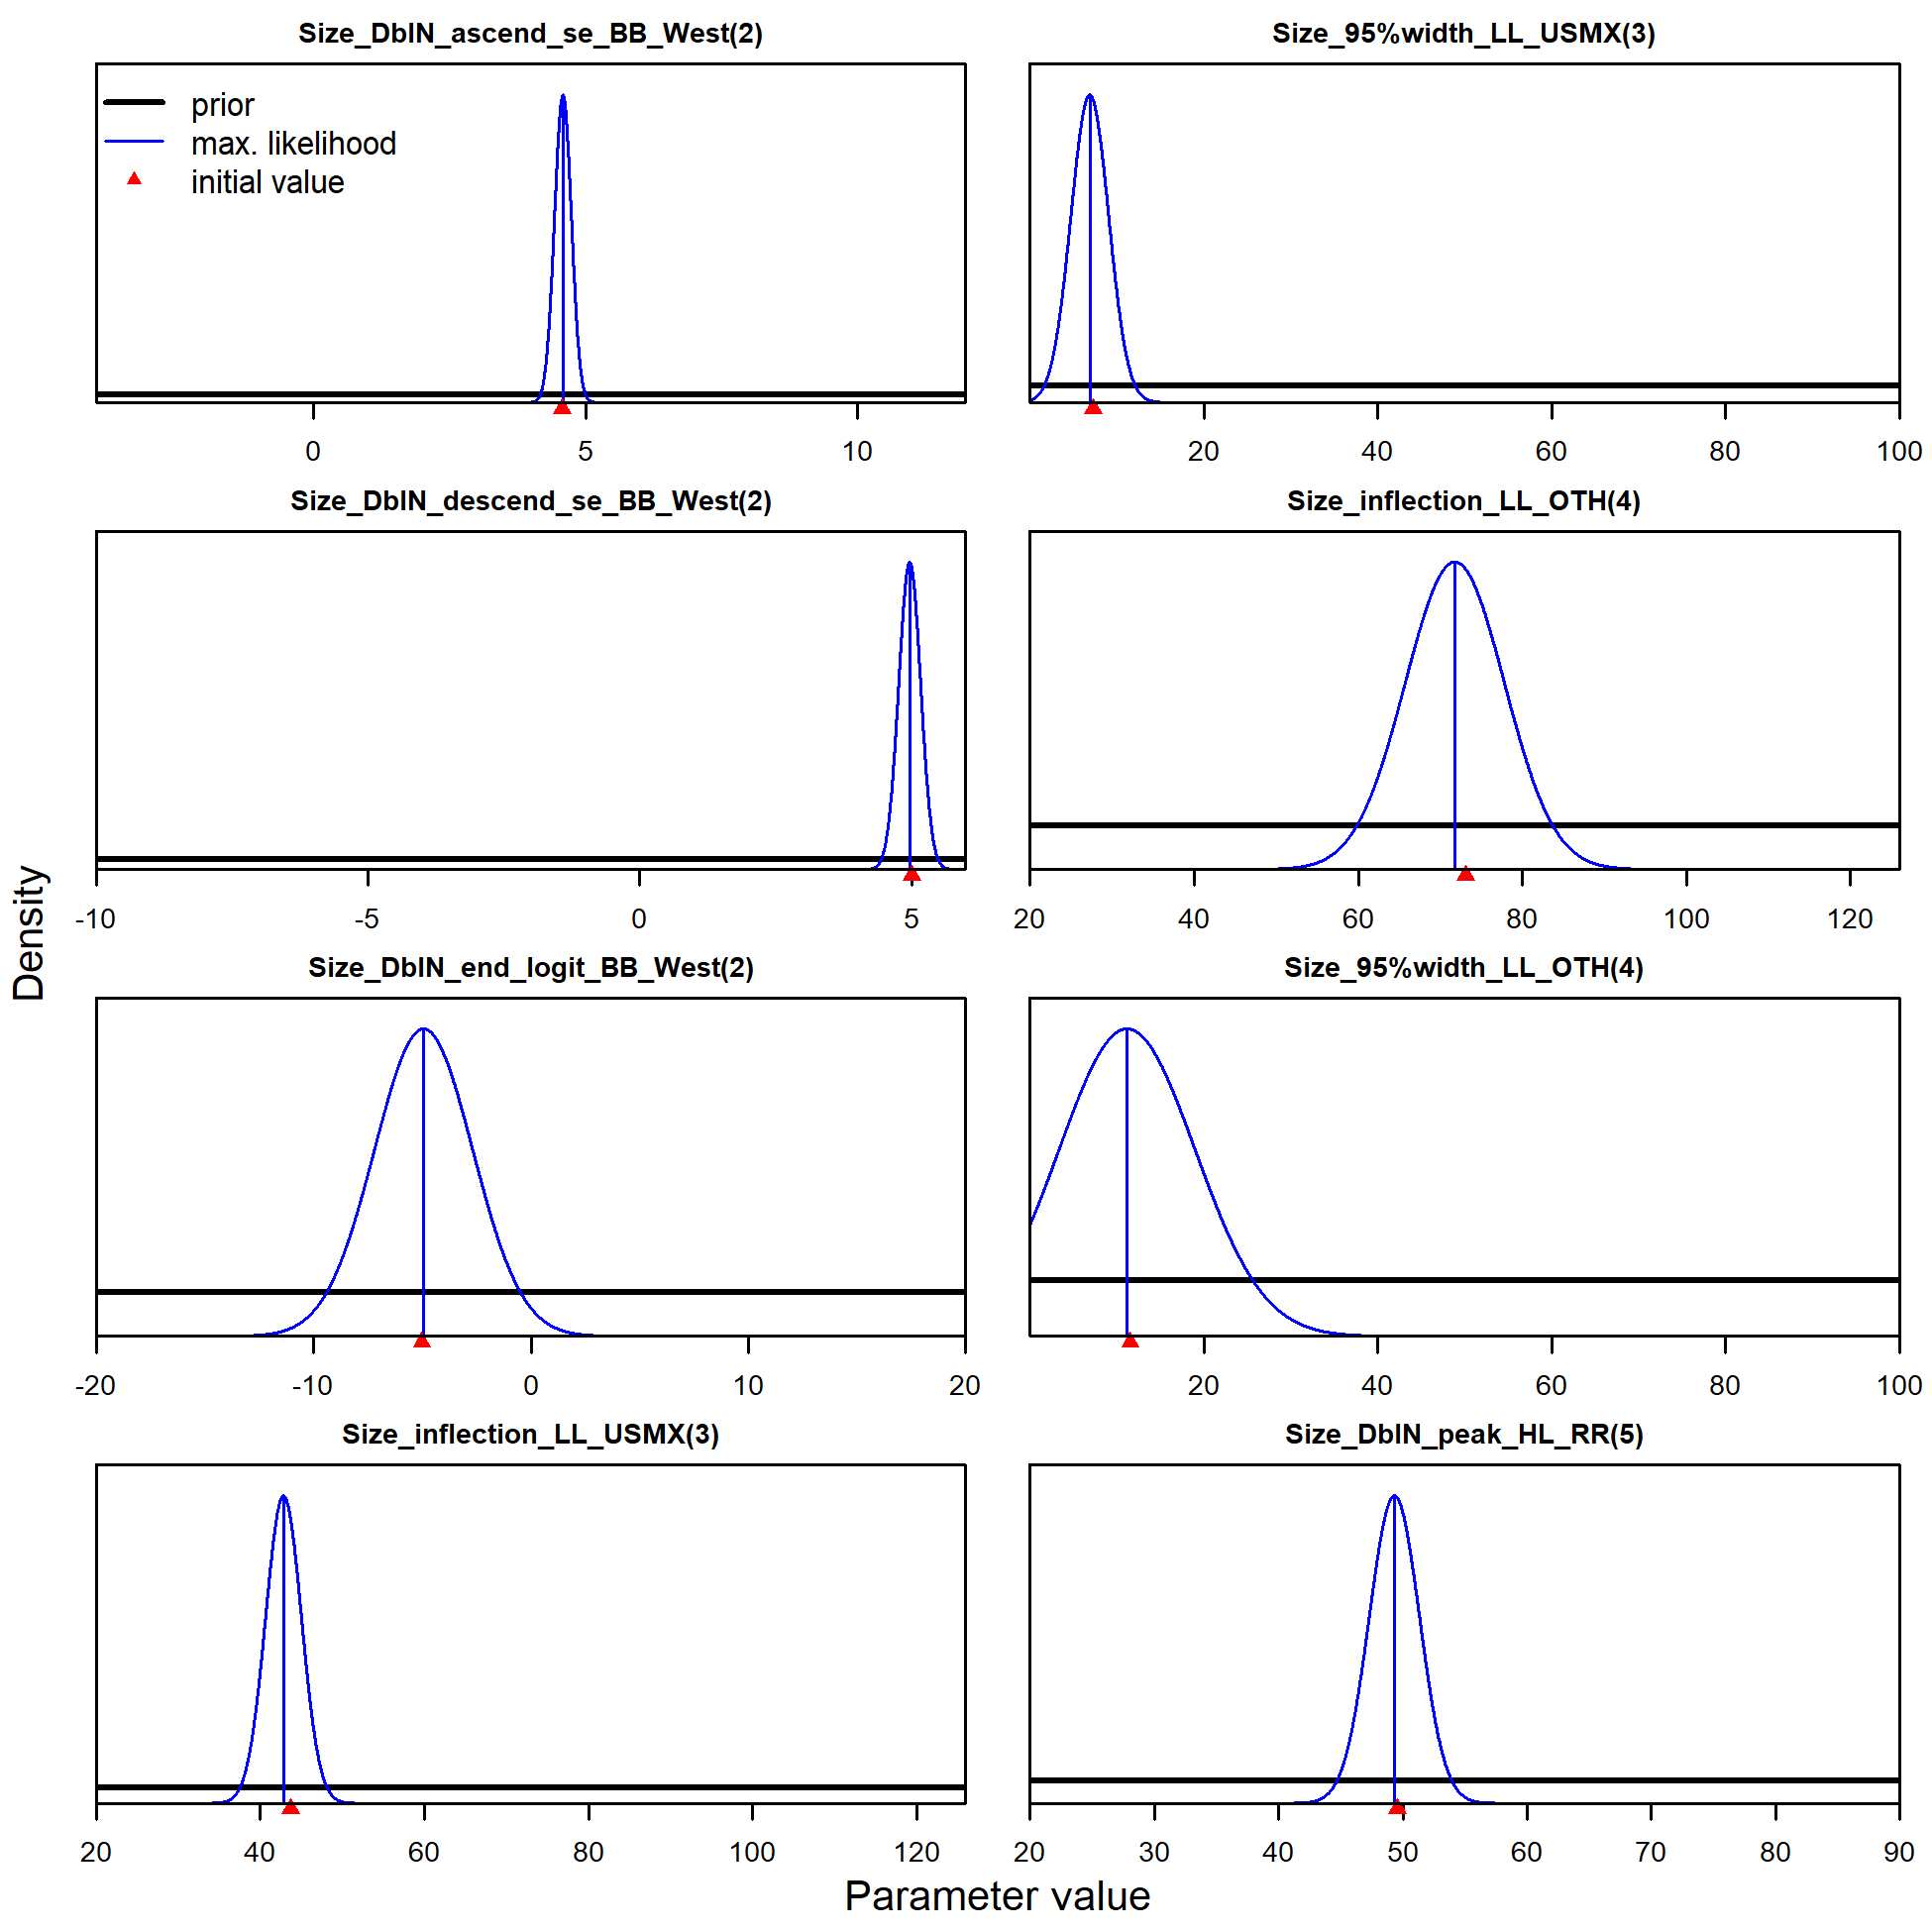 Size_DblN_ascend_se_BB_West(2)
prior
max. likelihood
initial value
0 5 10
Size_95%width_LL_USMX(3)
20 40 60 80 100
Size_DblN_descend_se_BB_West(2)
-10 -5 0 5
Size_inflection_LL_OTH(4)
20 40 60 80 100 120
Size_DblN_end_logit_BB_West(2)
-20 -10 0 10 20
Size_95%width_LL_OTH(4)
20 40 60 80 100
Size_inflection_LL_USMX(3)
20 40 60 80 100 120
Size_DblN_peak_HL_RR(5)
20 30 40 50 60 70 80 90
Density
Parameter value